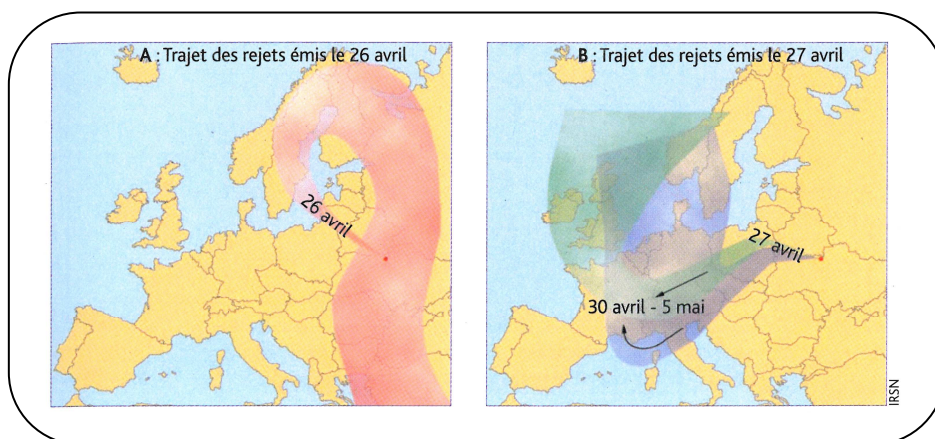 A : Trajet des rejets émis le 26 avril
26 avril
B : Trajet des rejets émis le 27 avril
27 avril
30 avril - 5 mai
IRSN